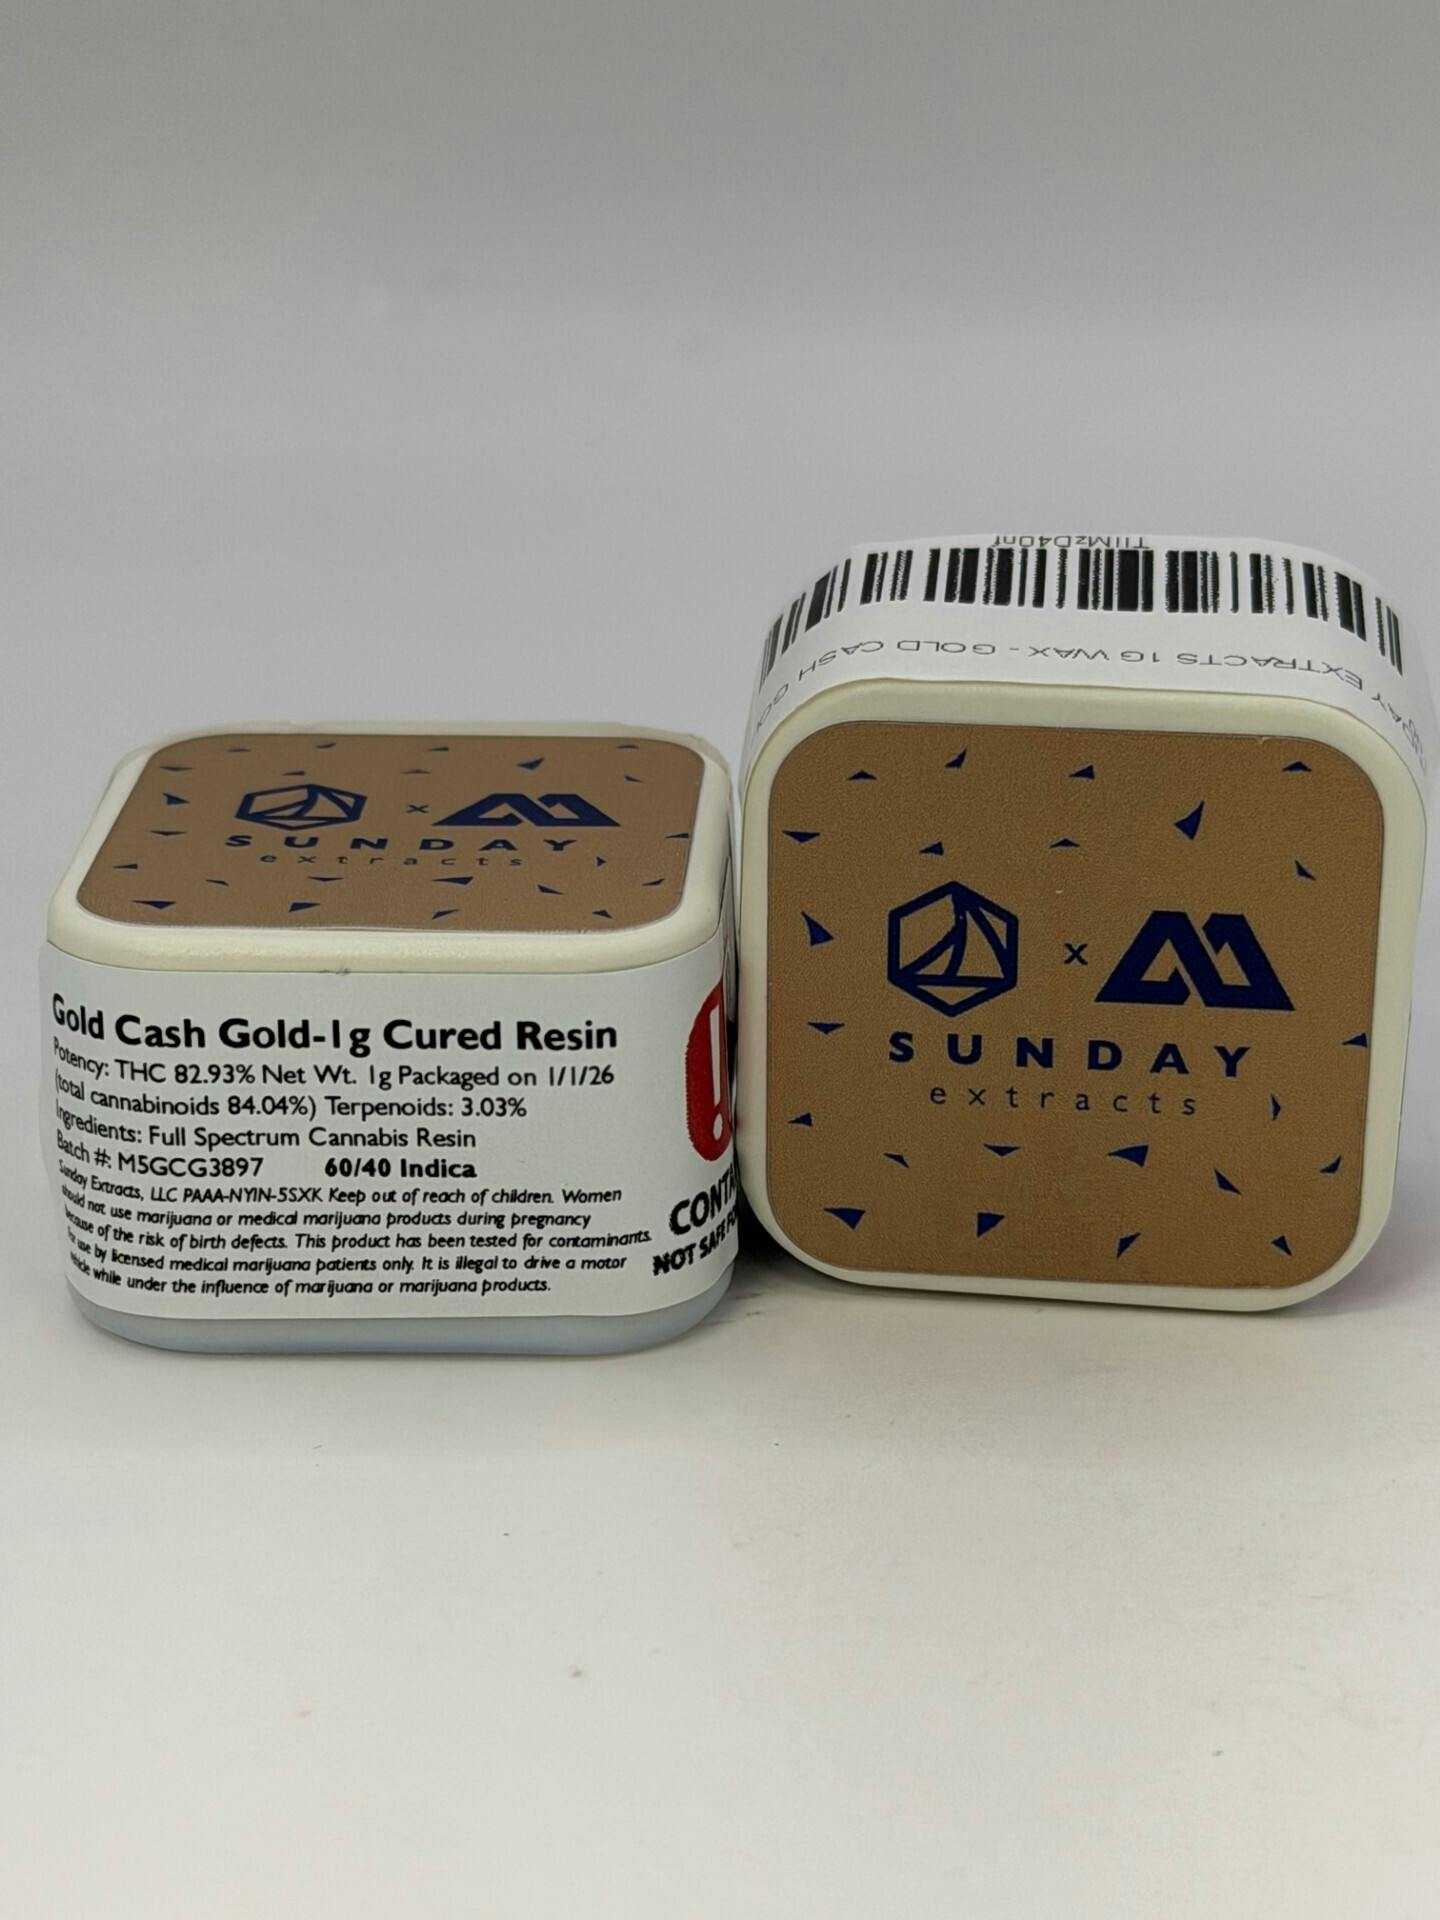 x
SUNDAY
extracts
Gold Cash Gold-1g Cured Resin
Potency: THC 82.93% Net Wt. 1g Packaged on 1/1/26
(total cannabinoids 84.04%) Terpenoids: 3.03%
Ingredients: Full Spectrum Cannabis Resin
Batch #: M5GCG3897 60/40 Indica
Sunday Extracts, LLC PAAA-NYIN-5SXK Keep out of reach of children. Women
should not use marijuana or medical marijuana products during pregnancy
because of the risk of birth defects. This product has been tested for contaminants.
For use by licensed medical marijuana patients only. It is illegal to drive a motor
vehicle while under the influence of marijuana or marijuana products.
!
NOT SAFE
EXTRACTS 1G WAX - GOLD CASH
x
SUNDAY
extracts